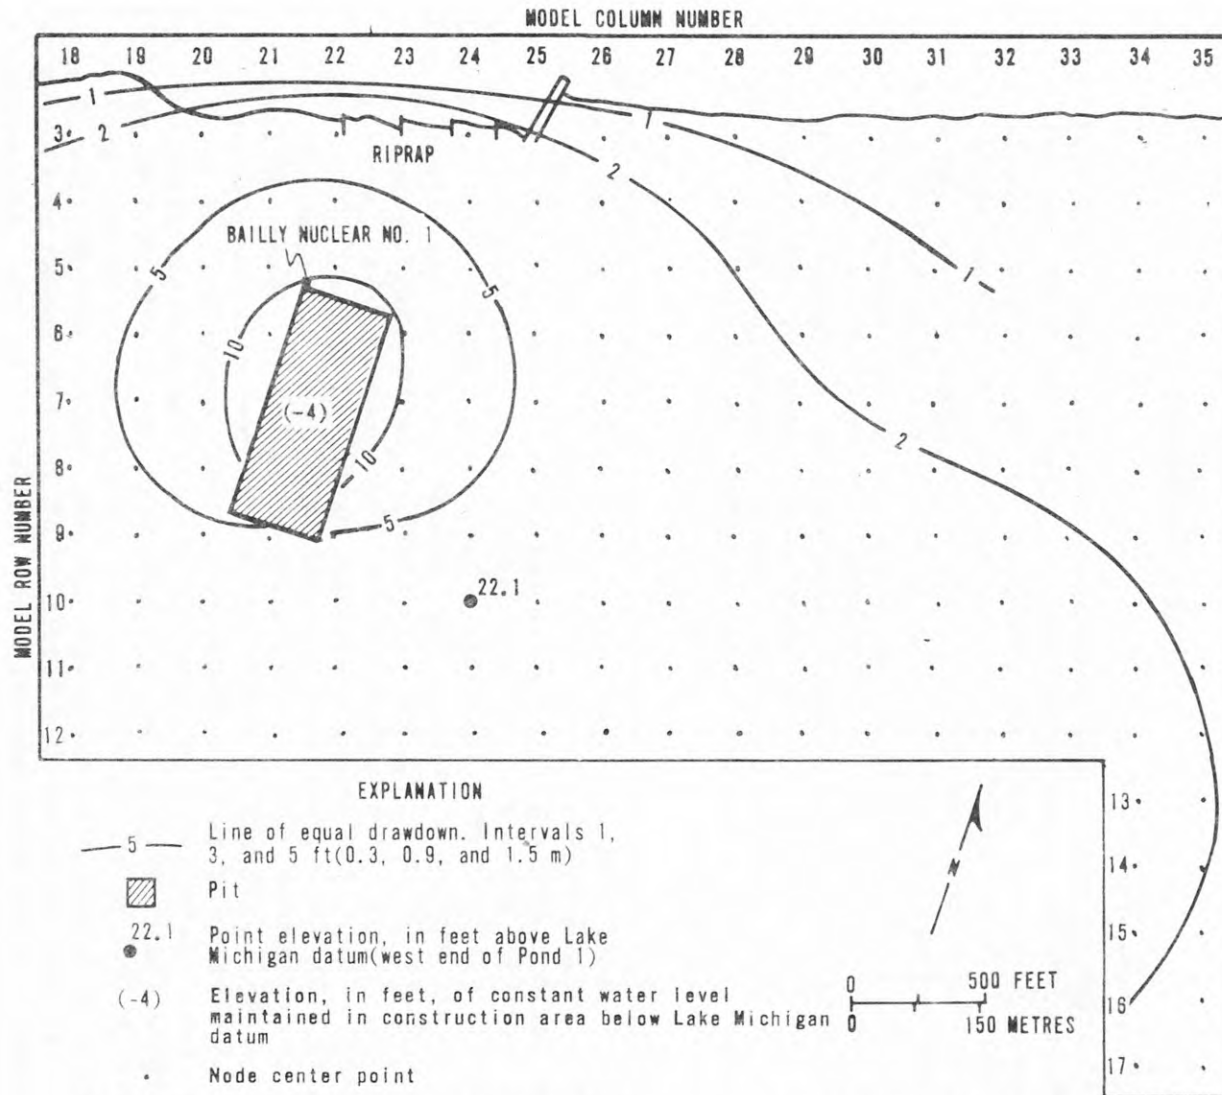 MODEL COLUMN NUMBER
18 19 20 21 22 23 24 25 26 27 28 29 30 31 32 33 34 35
1
1
3
2
RIPRAP
2
4
BAILLY NUCLEAR NO. 1
5
5
5
1
6
10
7
(-4)
2
8
10
9
5
MODEL ROW NUMBER
10
22.1
11
12
EXPLANATION
13
5 Line of equal drawdown. Intervals 1,
3, and 5 ft(0.3, 0.9, and 1.5 m)
14
Pit
N
22.1 Point elevation, in feet above Lake
Michigan datum(west end of Pond 1)
15
(-4) Elevation, in feet, of constant water level
maintained in construction area below Lake Michigan
datum
0 500 FEET
0 150 METRES
16
Node center point
17